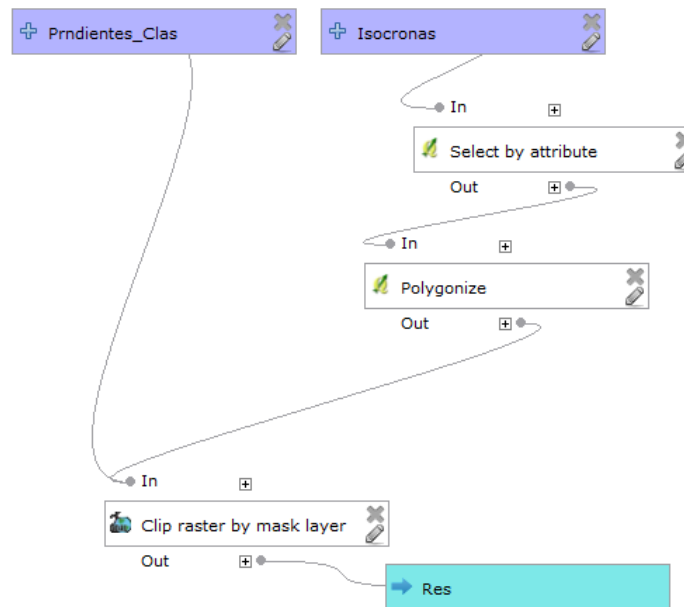 Prndientes_Clas
Isocronas
In
Select by attribute
Out
In
Polygonize
Out
In
Clip raster by mask layer
Out
Res